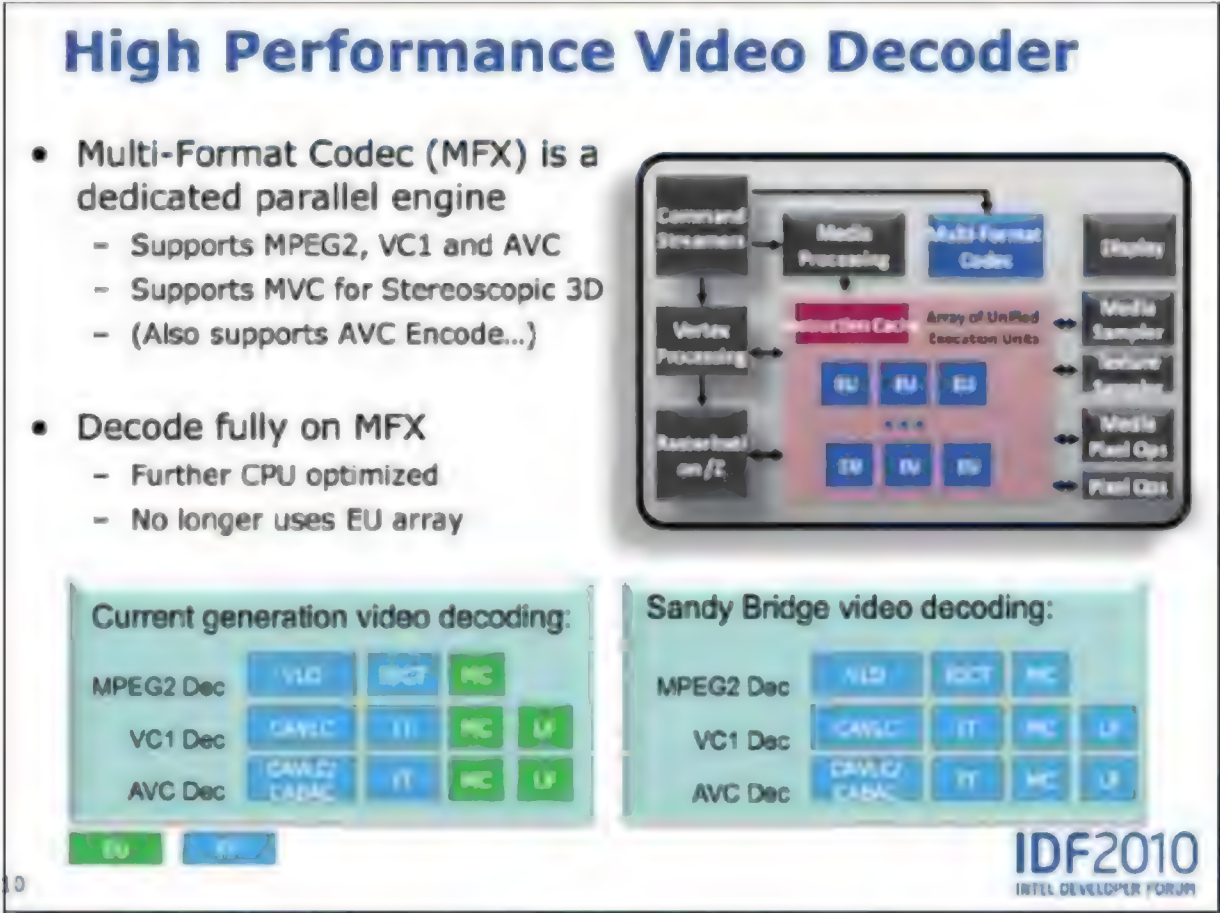 High Performance Video Decoder
• Multi-Format Codec (MFX) is a
dedicated parallel engine
– Supports MPEG2, VC1 and AVC
– Supports MVC for Stereoscopic 3D
– (Also supports AVC Encode...)
• Decode fully on MFX
– Further CPU optimized
– No longer uses EU array
Command
Streamers
Media
Processing
Multi-Format
Codec
Display
Vertex
Processing
Array of Unified
Execution Units
Media
Sampler
Texture
Sampler
EU EU EU
...
EU EU EU
on/Z
Media
Pixel Ops
Pixel Ops
Current generation video decoding:
MPEG2 Dec VLD IDCT MC
VC1 Dec CAVLC IT MC LF
AVC Dec CAVLC/
CABAC IT MC LF
Sandy Bridge video decoding:
MPEG2 Dec VLD IDCT MC
VC1 Dec CAVLC IT MC LF
AVC Dec CAVLC/
CABAC IT MC LF
EU
IDF2010
INTEL DEVELOPER FORUM
10